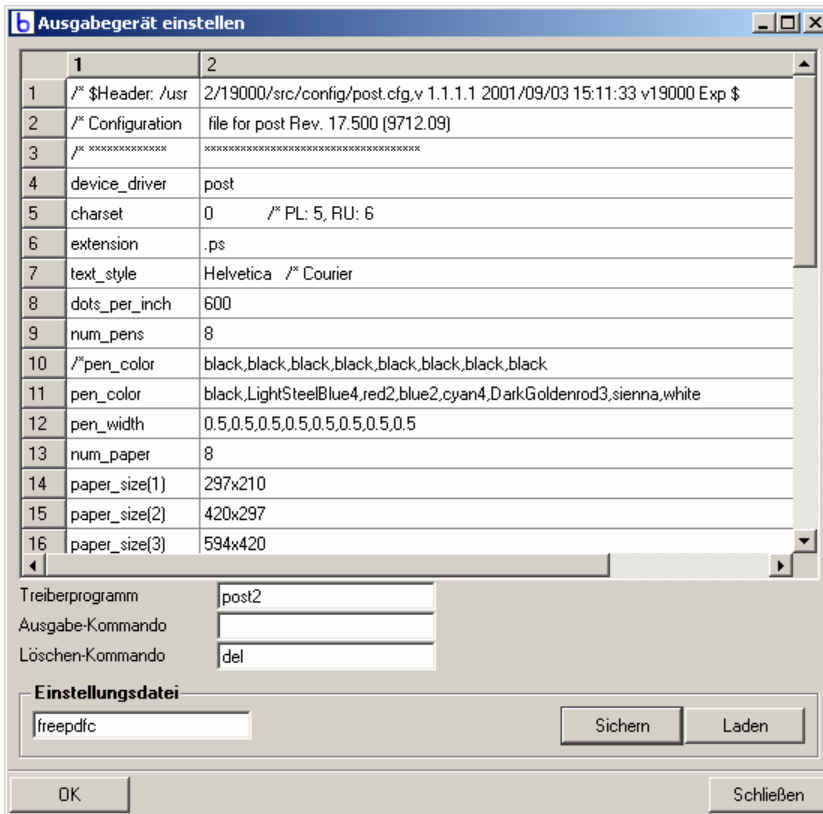 b Ausgabegerät einstellen
1 2
1 /* $Header: /usr 2/19000/src/config/post.cfg,v 1.1.1.1 2001/09/03 15:11:33 v19000 Exp $
2 /* Configuration file for post Rev. 17.500 (9712.09)
3 /* ************* ************************************
4 device_driver post
5 charset 0 /* PL: 5, RU: 6
6 extension .ps
7 text_style Helvetica /* Courier
8 dots_per_inch 600
9 num_pens 8
10 /*pen_color black,black,black,black,black,black,black,black
11 pen_color black,LightSteelBlue4,red2,blue2,cyan4,DarkGoldenrod3,sienna,white
12 pen_width 0.5,0.5,0.5,0.5,0.5,0.5,0.5,0.5
13 num_paper 8
14 paper_size(1) 297x210
15 paper_size(2) 420x297
16 paper_size(3) 594x420
Treiberprogramm post2
Ausgabe-Kommando
Löschen-Kommando del
Einstellungsdatei
freepdfc Sichern Laden
OK Schließen